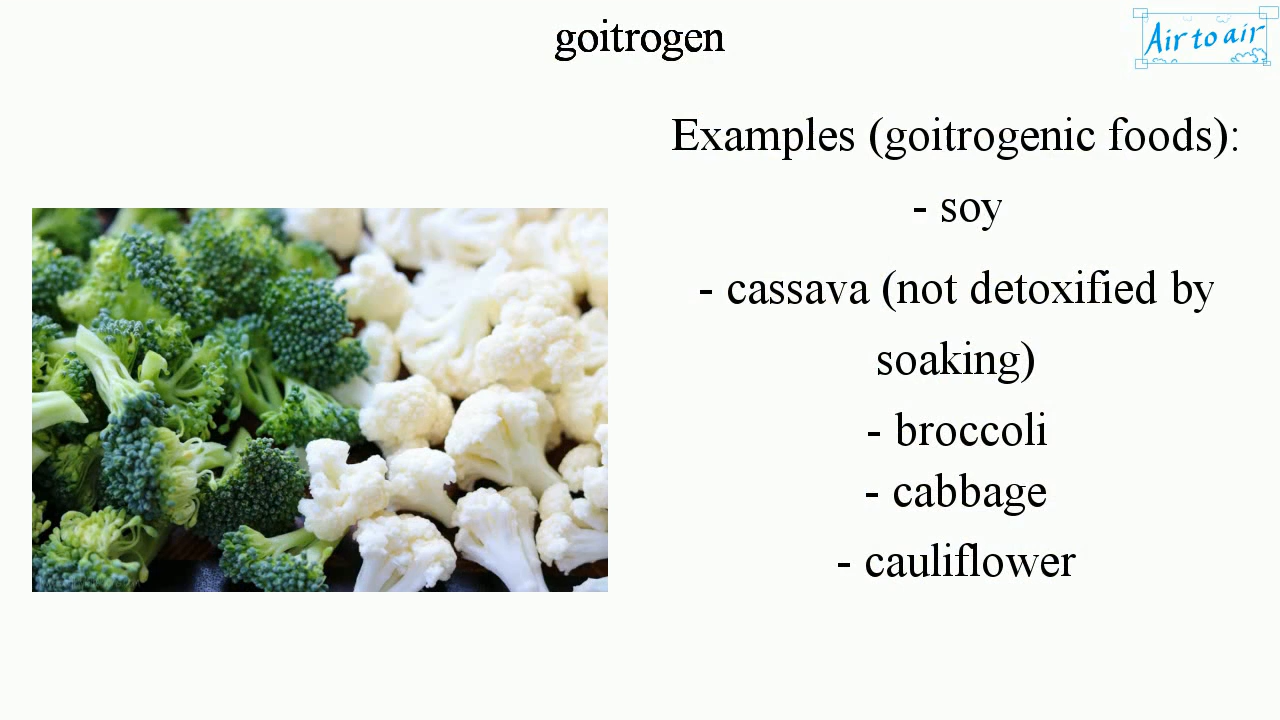 goitrogen
Air to air
Examples (goitrogenic foods):
- soy
- cassava (not detoxified by
soaking)
- broccoli
- cabbage
- cauliflower